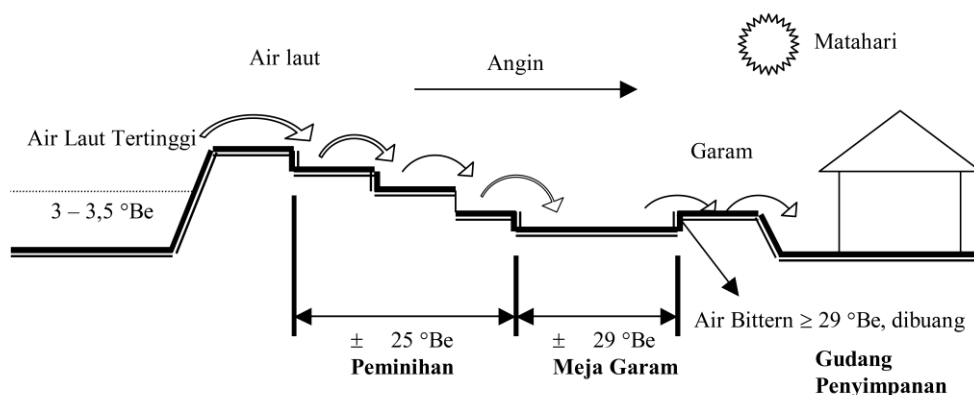 Matahari
Air laut
Angin
Air Laut Tertinggi
Garam
3 – 3,5 °Be
Air Bittern ≥ 29 °Be, dibuang
± 25 °Be
± 29 °Be
Peminihan
Meja Garam
Gudang
Penyimpanan